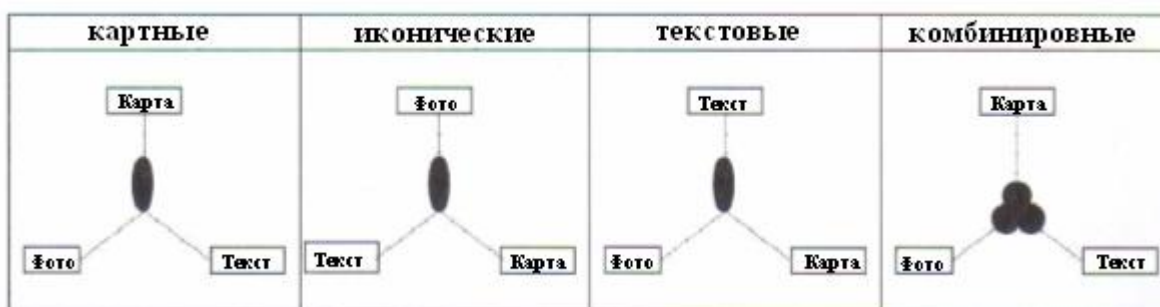 картные иконические текстовые комбинировные
Карта Фото Текст Карта
Фото Текст Текст Карта Фото Карта Фото Текст